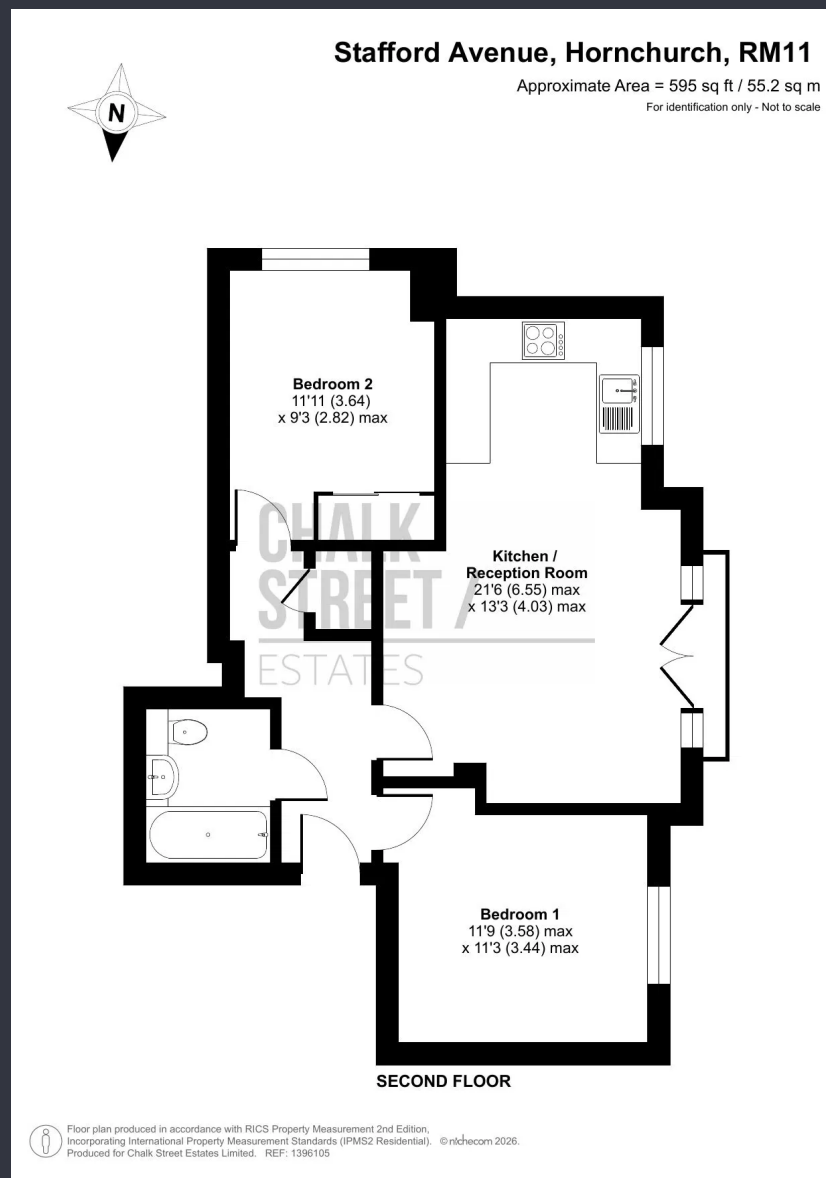 Stafford Avenue, Hornchurch, RM11
Approximate Area = 595 sq ft / 55.2 sq m
For identification only - Not to scale
N
Bedroom 2
11'11 (3.64)
x 9'3 (2.82) max
CHALK
STREET /
ESTATES
Kitchen /
Reception Room
21'6 (6.55) max
x 13'3 (4.03) max
Bedroom 1
11'9 (3.58) max
x 11'3 (3.44) max
SECOND FLOOR
Floor plan produced in accordance with RICS Property Measurement 2nd Edition,
Incorporating International Property Measurement Standards (IPMS2 Residential). © nichecom 2026.
Produced for Chalk Street Estates Limited. REF: 1396105